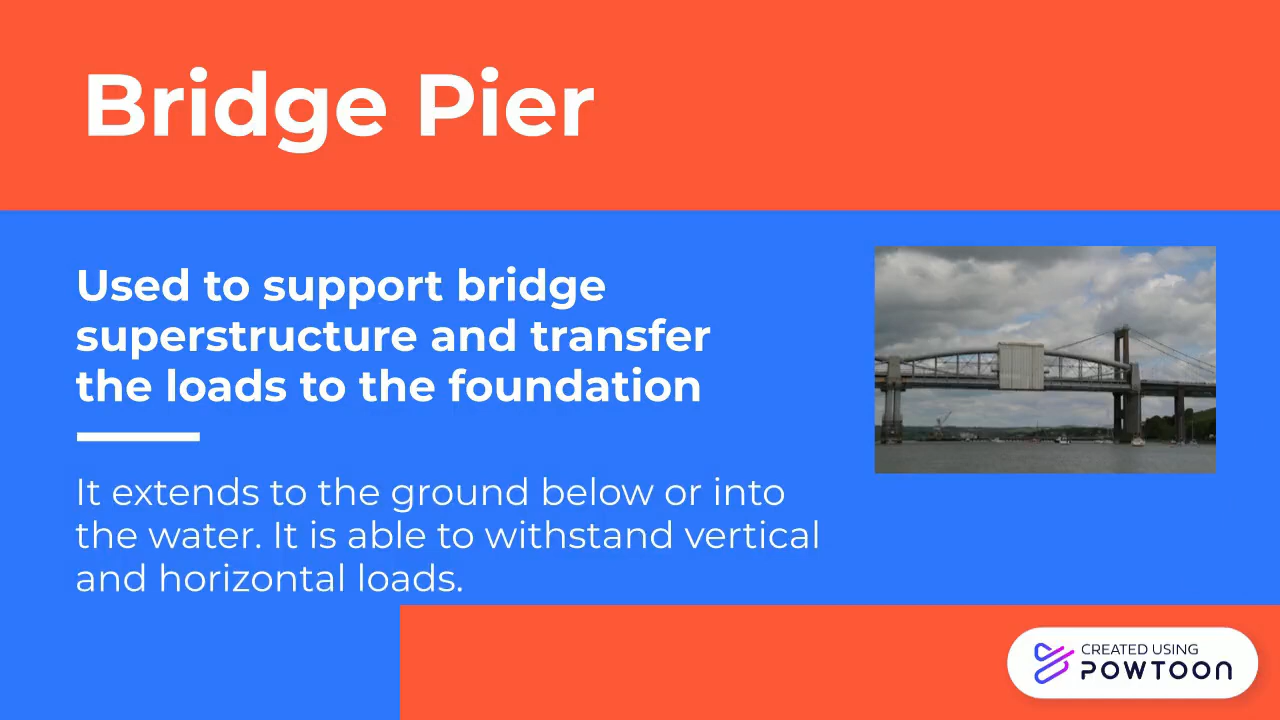 Bridge Pier
Used to support bridge
superstructure and transfer
the loads to the foundation
It extends to the ground below or into
the water. It is able to withstand vertical
and horizontal loads.
CREATED USING
POWTOON